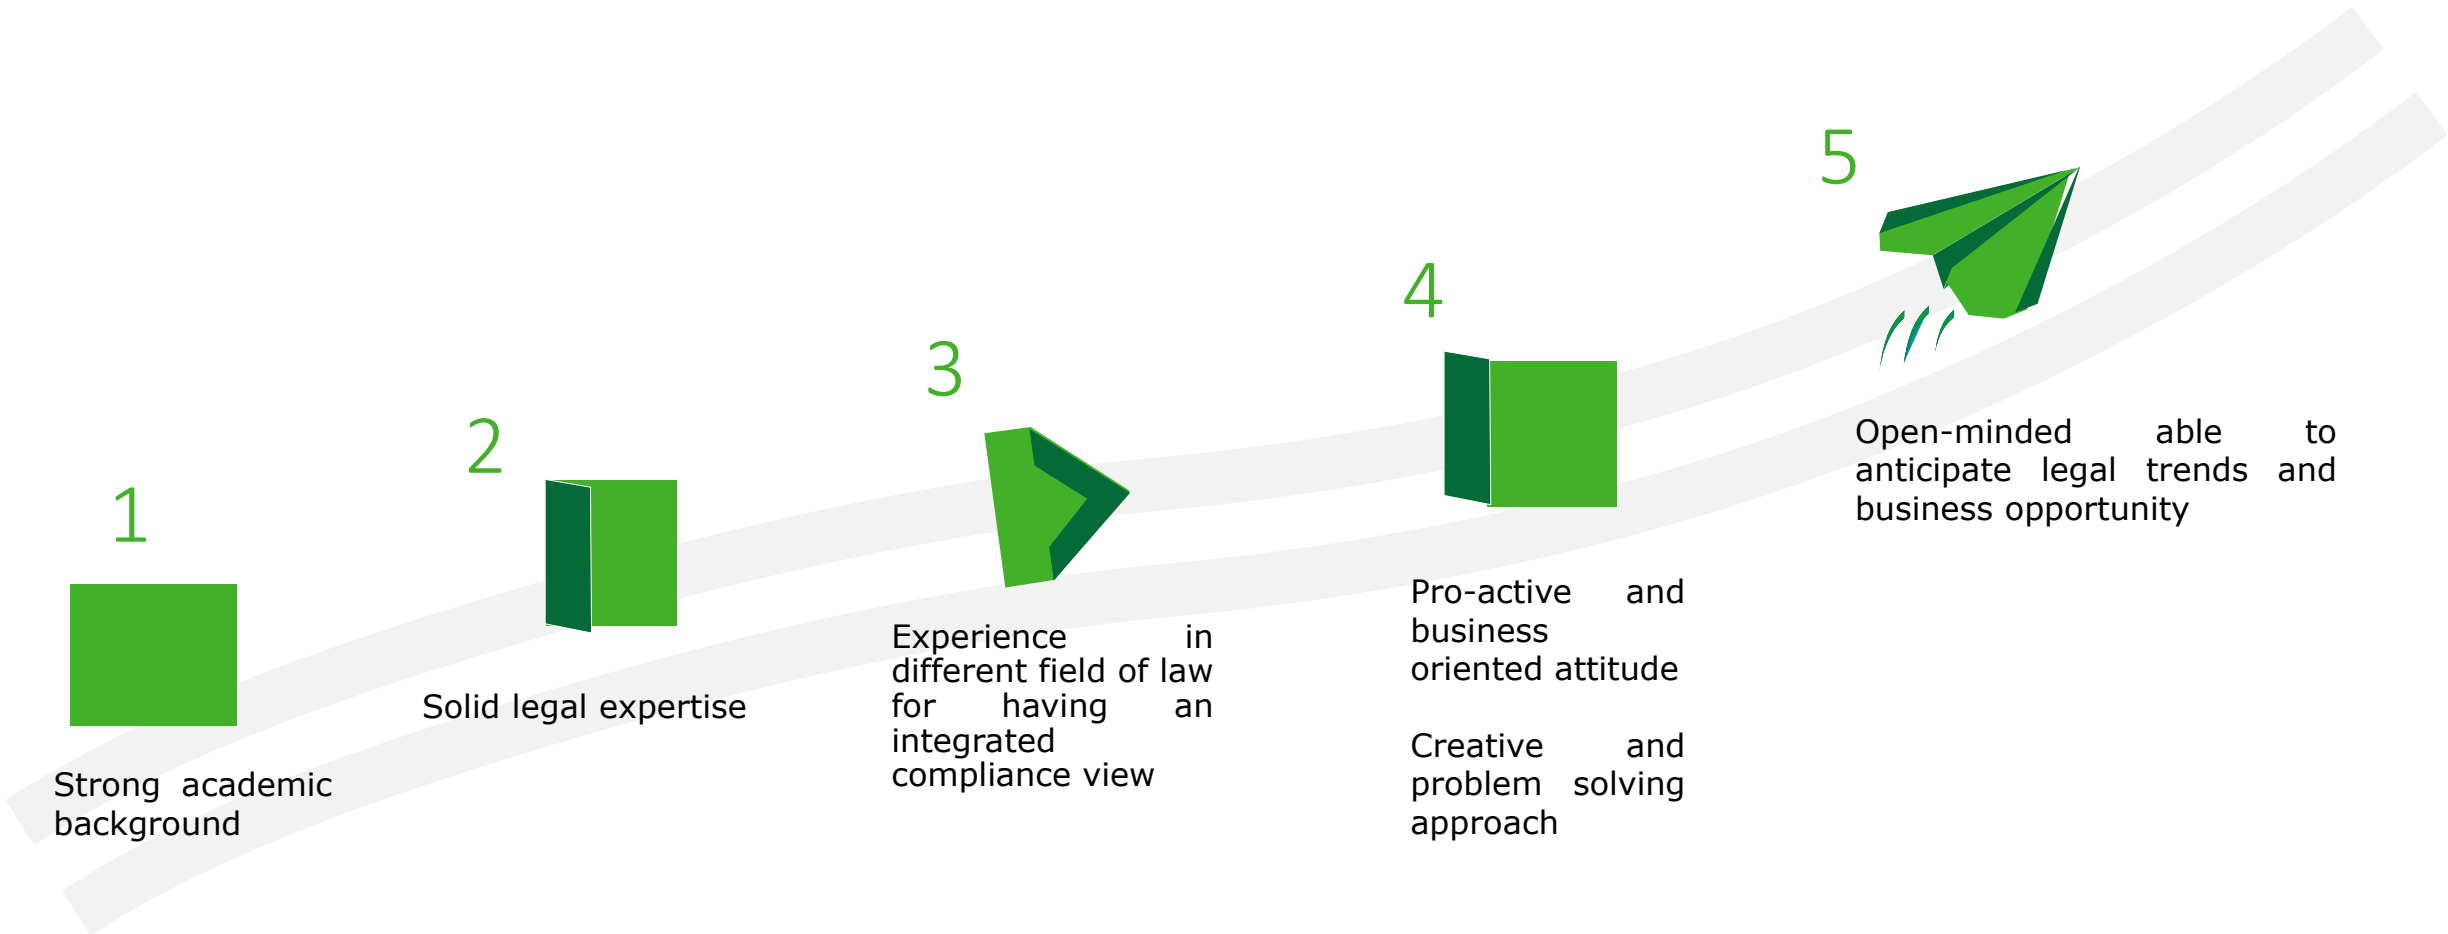 1
Strong academic
background
2
Solid legal expertise
3
Experience in
different field of law
for having an
integrated
compliance view
4
Pro-active and
business
oriented attitude
Creative and
problem solving
approach
5
Open-minded able to
anticipate legal trends and
business opportunity